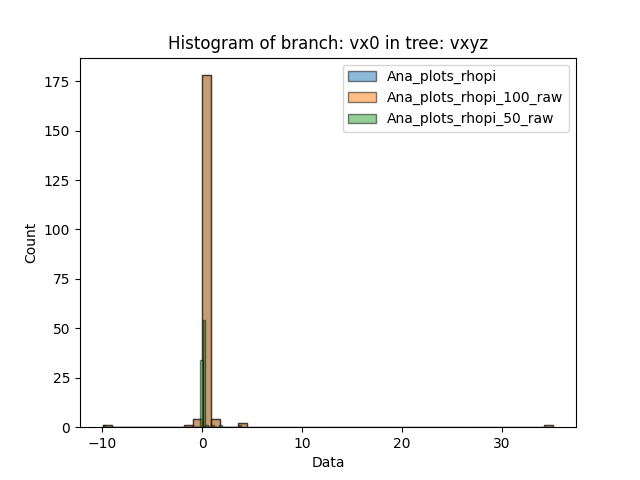 Histogram of branch: vx0 in tree: vxyz
Ana_plots_rhopi
Ana_plots_rhopi_100_raw
Ana_plots_rhopi_50_raw
175
150
125
100
75
50
25
0
Count
−10 0 10 20 30
Data